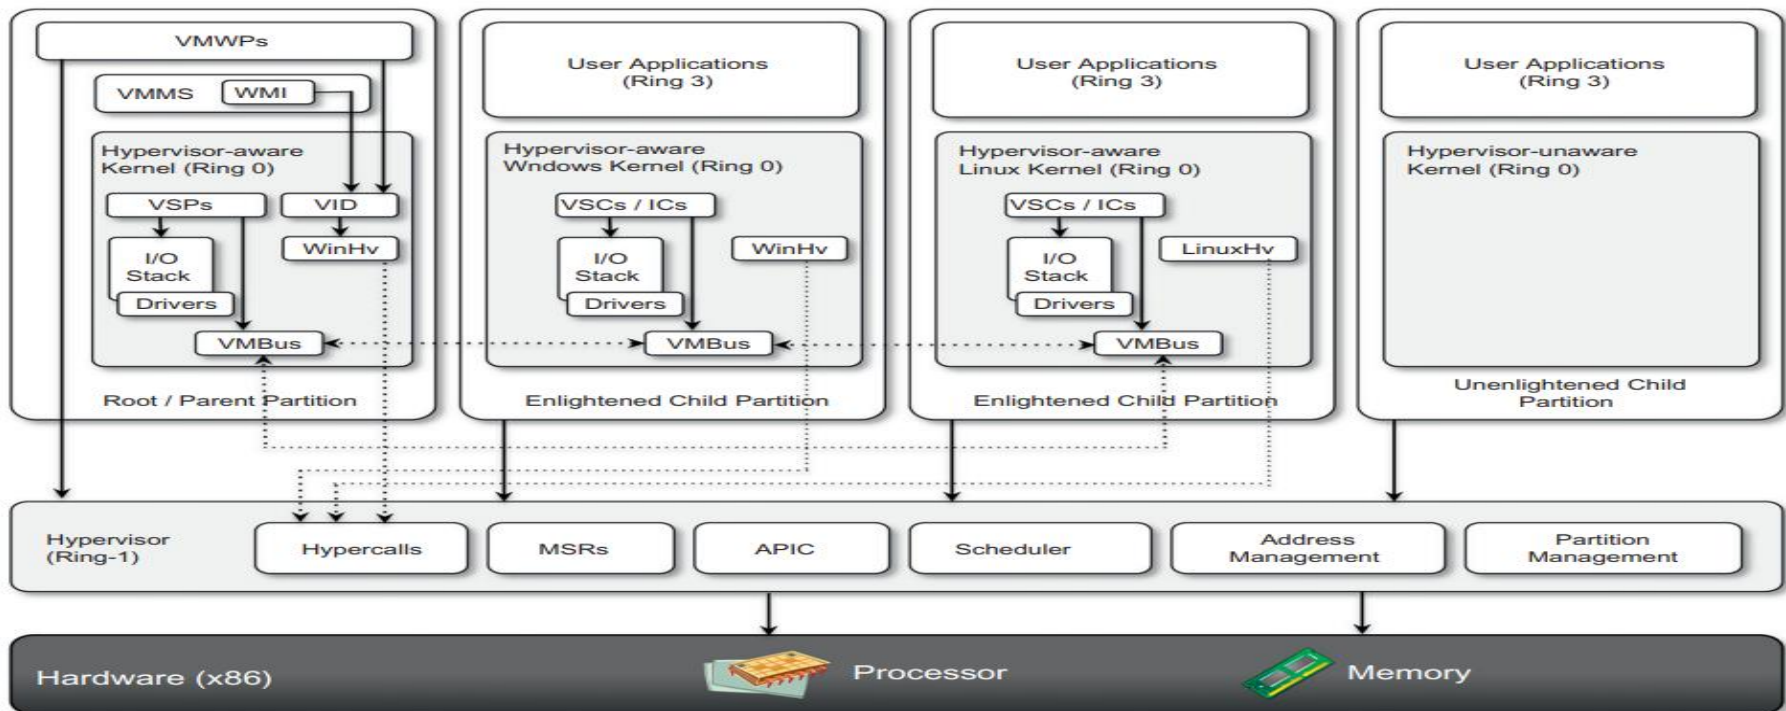 VMWPs
VMMS
WMI
Hypervisor-aware
Kernel (Ring 0)
VSPs
VID
I/O
Stack
WinHv
Drivers
VMBus
Root / Parent Partition
User Applications
(Ring 3)
Hypervisor-aware
Wndows Kernel (Ring 0)
VSCs / ICs
I/O
Stack
WinHv
Drivers
VMBus
Enlightened Child Partition
User Applications
(Ring 3)
Hypervisor-aware
Linux Kernel (Ring 0)
VSCs / ICs
I/O
Stack
LinuxHv
Drivers
VMBus
Enlightened Child Partition
User Applications
(Ring 3)
Hypervisor-unaware
Kernel (Ring 0)
Unenlightened Child
Partition
Hypervisor
(Ring-1)
Hypercalls
MSRs
APIC
Scheduler
Address
Management
Partition
Management
Hardware (x86)
Processor
Memory